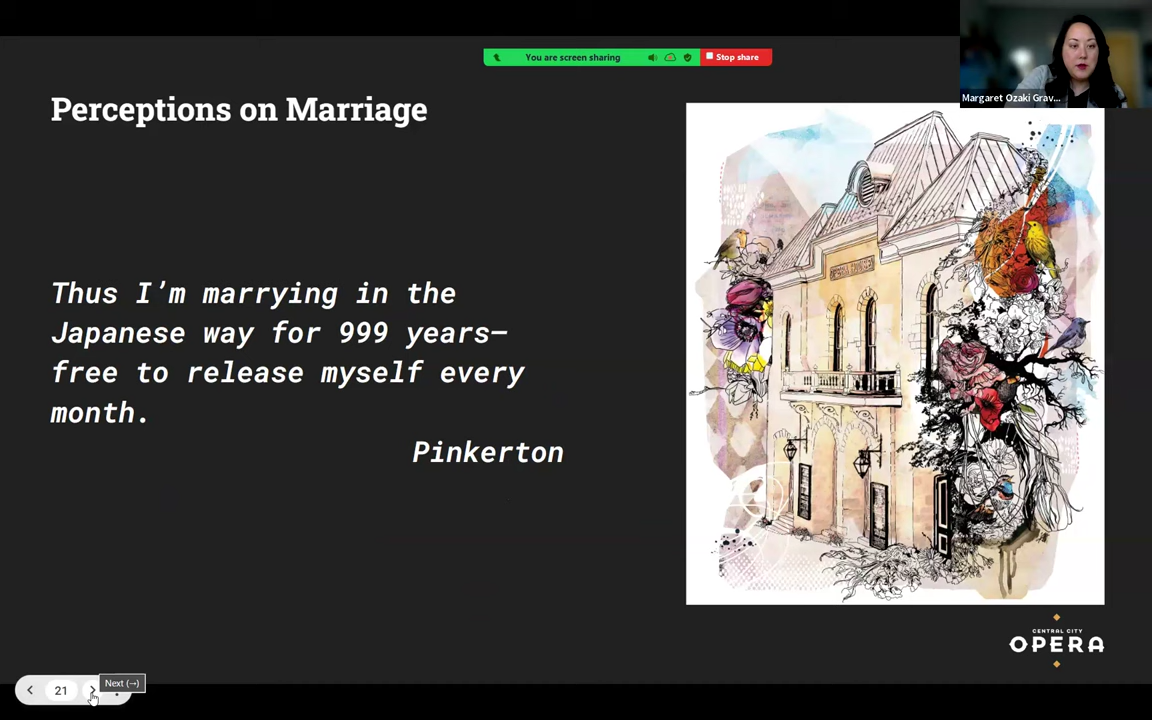 You are screen sharing
Stop share
Margaret Ozaki Grav...
Perceptions on Marriage
Thus I’m marrying in the
Japanese way for 999 years—
free to release myself every
month.
Pinkerton
CENTRAL CITY
OPERA
21
Next (→)